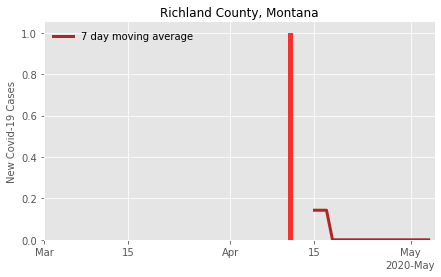 Richland County, Montana
7 day moving average
New Covid-19 Cases
1.0
0.8
0.6
0.4
0.2
0.0
Mar 15 Apr 15 May
2020-May